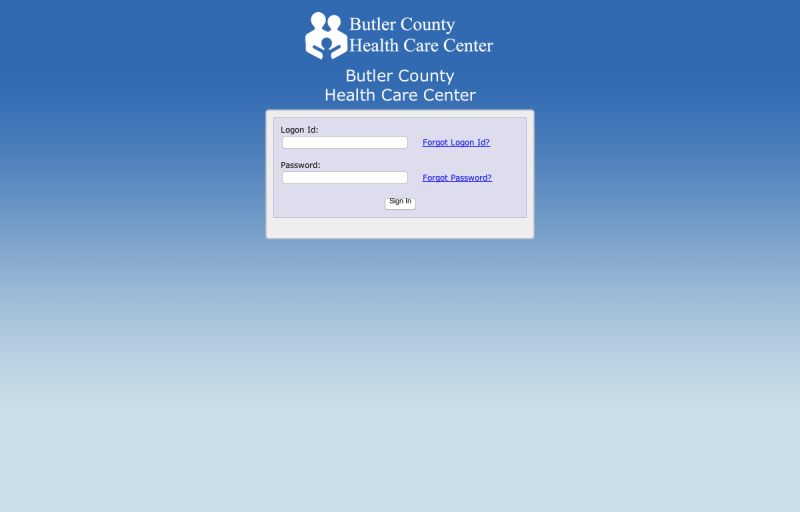 Butler County
Health Care Center
Butler County
Health Care Center
Logon Id:
Forgot Logon Id?
Password:
Forgot Password?
Sign In